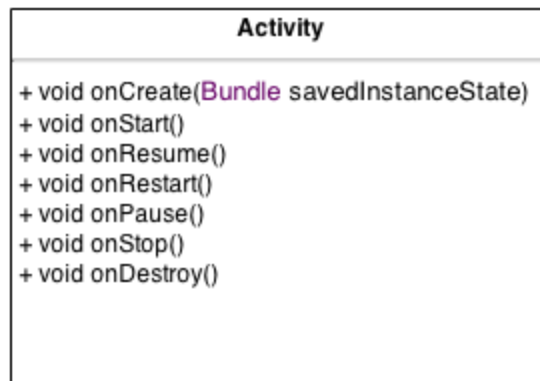 Activity
+ void onCreate(Bundle savedInstanceState)
+ void onStart()
+ void onResume()
+ void onRestart()
+ void onPause()
+ void onStop()
+ void onDestroy()